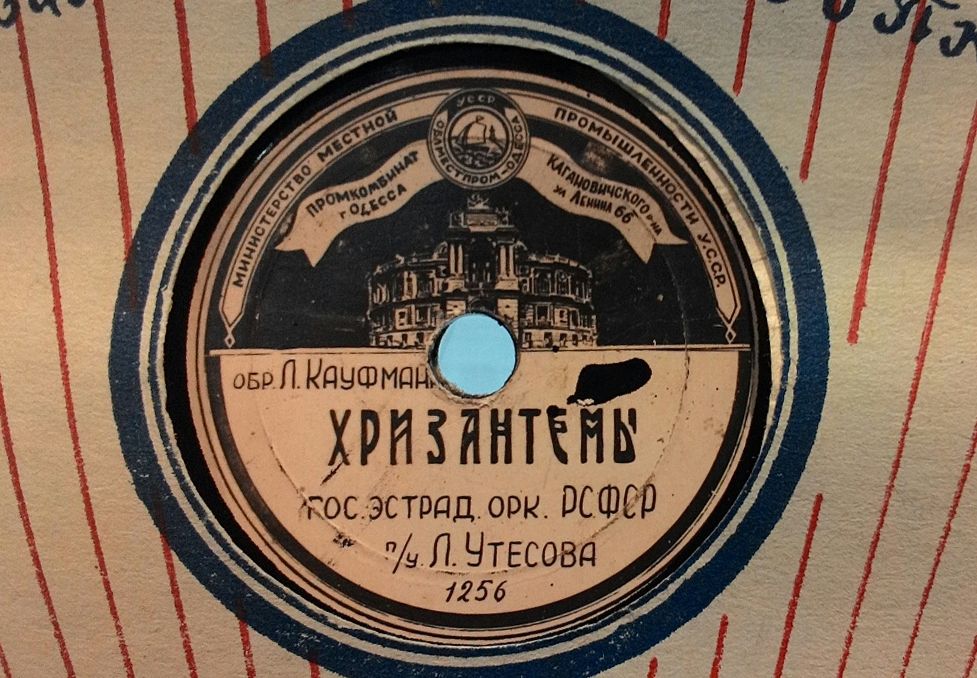 МИНИСТЕРСТВО МЕСТНОЙ ПРОМЫШЛЕННОСТИ У.С.С.Р.
УССР
ОБЛМЕСТПРОМ-ОДЕССА
ПРОМКОМБИНАТ
г. ОДЕССА
КАГАНОВИЧСКОГО Р-НА
ул ЛЕНИНА 66
ОБР. Л. КАУФМАН
ХРИЗАНТЕМЫ
ГОС. ЭСТРАД. ОРК. РСФСР
п/у. Л. УТЕСОВА
1256